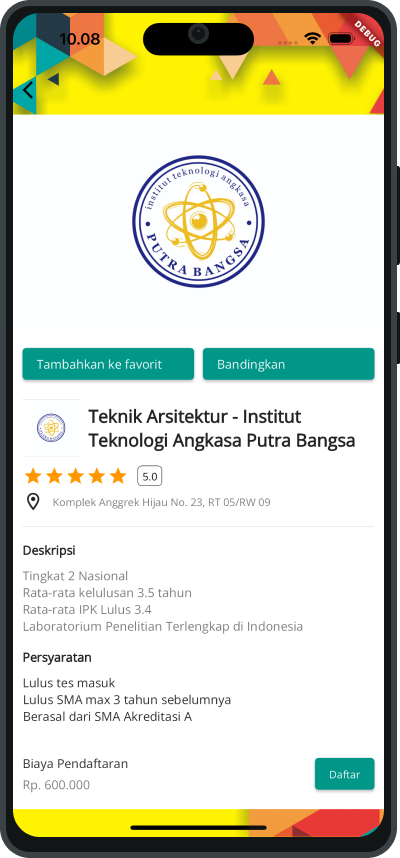 10.08
DEBUG
institut teknologi angkasa
PUTRA BANGSA
Tambahkan ke favorit
Bandingkan
Teknik Arsitektur - Institut
Teknologi Angkasa Putra Bangsa
5.0
Komplek Anggrek Hijau No. 23, RT 05/RW 09
Deskripsi
Tingkat 2 Nasional
Rata-rata kelulusan 3.5 tahun
Rata-rata IPK Lulus 3.4
Laboratorium Penelitian Terlengkap di Indonesia
Persyaratan
Lulus tes masuk
Lulus SMA max 3 tahun sebelumnya
Berasal dari SMA Akreditasi A
Biaya Pendaftaran
Rp. 600.000
Daftar